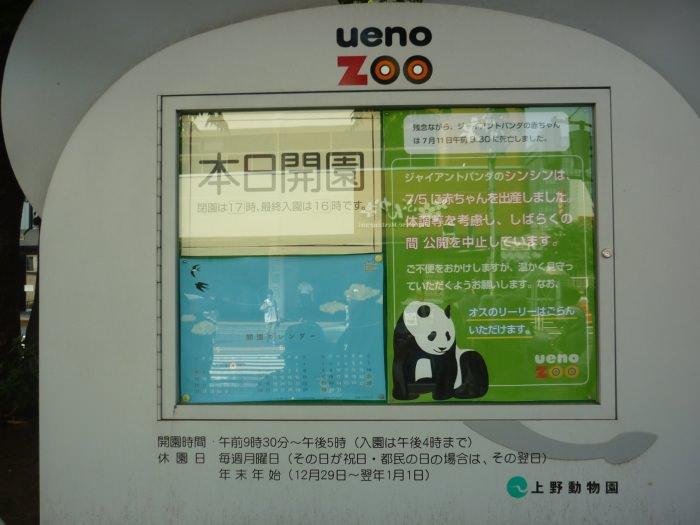 ueno
ZOO
本日開園
閉園は17時、最終入園は16時です。
開園カレンダー
残念ながら、ジャイアントパンダの赤ちゃん
は7月11日午前8.30に死亡しました。
ジャイアントパンダのシンシンは、
7/5に赤ちゃんを出産しました。
体調等を考慮し、しばらくの
間 公開を中止しています。
ご不便をおかけしますが、温かく見守っ
ていただくようお願いします。なお、
オスのリーリーはごらん
いただけます。
ueno
ZOO
開園時間・午前9時30分～午後5時（入園は午後4時まで）
休園日 毎週月曜日（その日が祝日・都民の日の場合は、その翌日）
年末年始（12月29日～翌年1月1日）
上野動物園